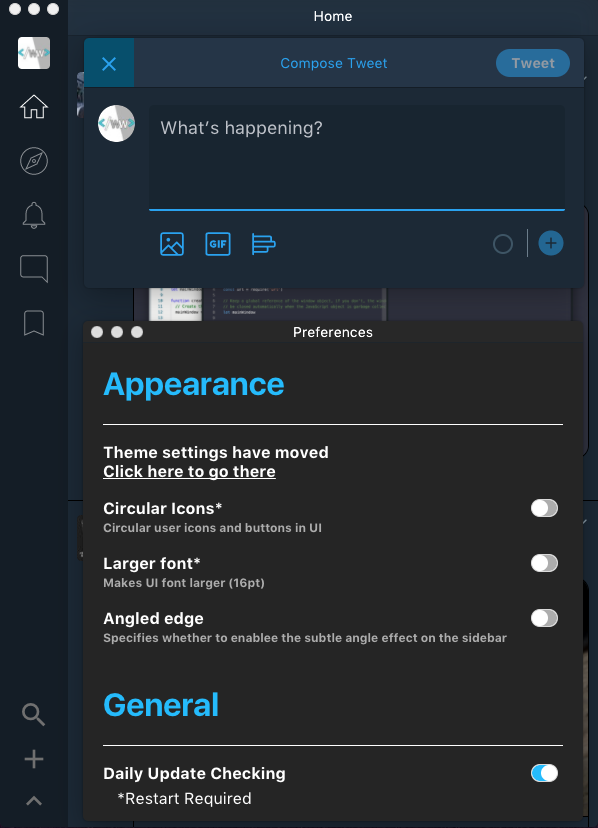 Home
Compose Tweet
Tweet
What's happening?
GIF
Preferences
Appearance
Theme settings have moved
Click here to go there
Circular Icons*
Circular user icons and buttons in UI
Larger font*
Makes UI font larger (16pt)
Angled edge
Specifies whether to enablee the subtle angle effect on the sidebar
General
Daily Update Checking
*Restart Required